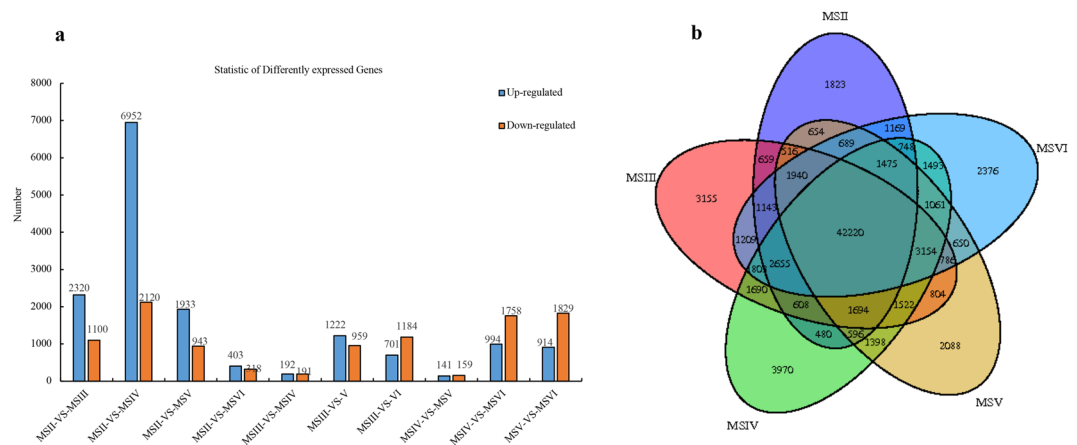 a
Statistic of Differently expressed Genes
Number
8000
7000
6000
5000
4000
3000
2000
1000
0
Up-regulated
Down-regulated
2320
1100
6952
2120
1933
943
403
318
192
191
1222
959
701
1184
141
159
994
1758
914
1829
MSII-VS-MSIII
MSII-VS-MSIV
MSII-VS-MSV
MSII-VS-MSVI
MSIII-VS-MSIV
MSIII-VS-V
MSIII-VS-VI
MSIV-VS-MSV
MSIV-VS-MSVI
MSV-VS-MSVI
b
MSII
MSVI
MSV
MSIV
MSIII
1823
654
1169
689
248
659
516
1475
1493
2376
1940
3155
1143
1061
42220
1209
650
3154
786
2655
1690
804
608
1694
1522
480
596
1398
2088
3970